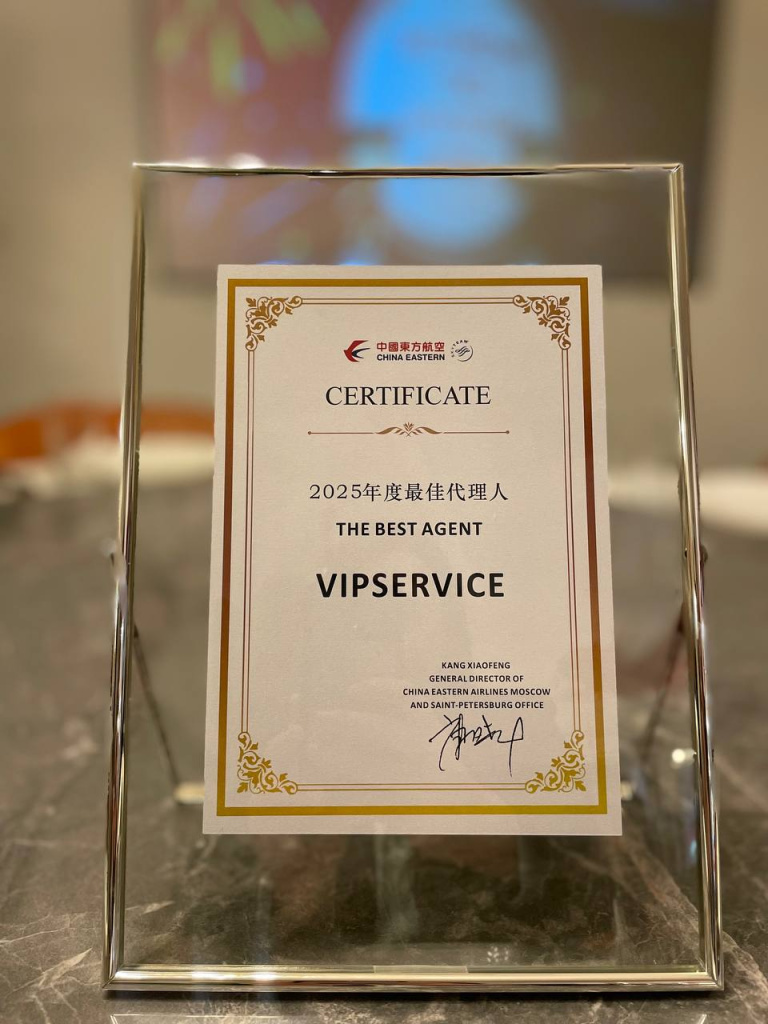 中國東方航空
CHINA EASTERN
SKYTEAM
CERTIFICATE
2025年度最佳代理人
THE BEST AGENT
VIPSERVICE
KANG XIAOFENG
GENERAL DIRECTOR OF
CHINA EASTERN AIRLINES MOSCOW
AND SAINT-PETERSBURG OFFICE